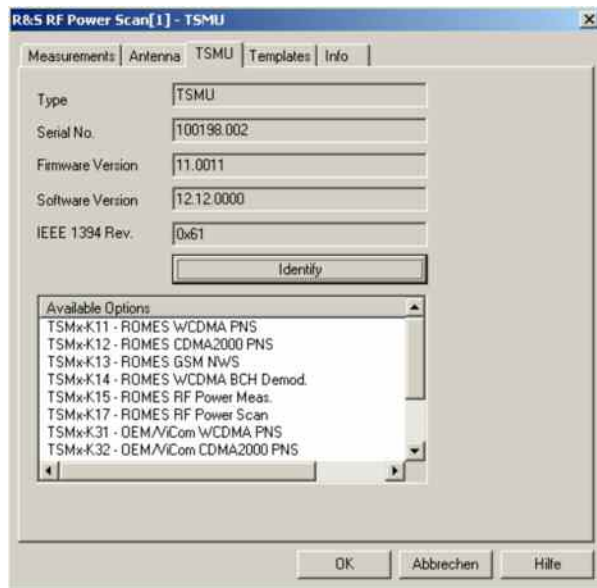 R&S RF Power Scan[1] - TSMU
Measurements Antenna TSMU Templates Info
Type TSMU
Serial No. 100198.002
Firmware Version 11.0011
Software Version 12.12.0000
IEEE 1394 Rev. 0x61
Identify
Available Options
TSMx-K11 - ROMES WCDMA PNS
TSMx-K12 - ROMES CDMA2000 PNS
TSMx-K13 - ROMES GSM NWS
TSMx-K14 - ROMES WCDMA BCH Demod.
TSMx-K15 - ROMES RF Power Meas.
TSMx-K17 - ROMES RF Power Scan
TSMx-K31 - OEM/ViCom WCDMA PNS
TSMx-K32 - OEM/ViCom CDMA2000 PNS
OK Abbrechen Hilfe